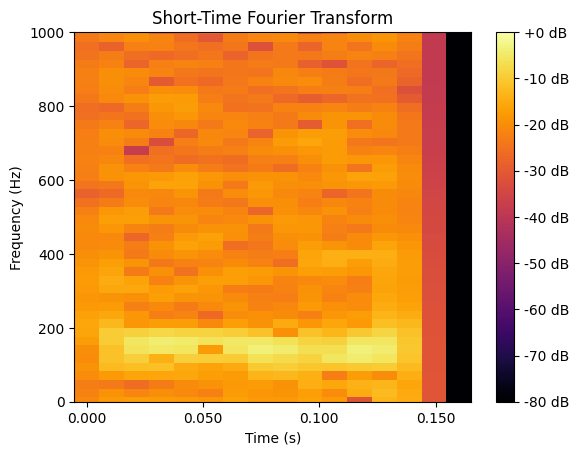 Short-Time Fourier Transform
1000
800
600
400
200
0
Frequency (Hz)
0.000
0.050
0.100
0.150
Time (s)
+0 dB
-10 dB
-20 dB
-30 dB
-40 dB
-50 dB
-60 dB
-70 dB
-80 dB